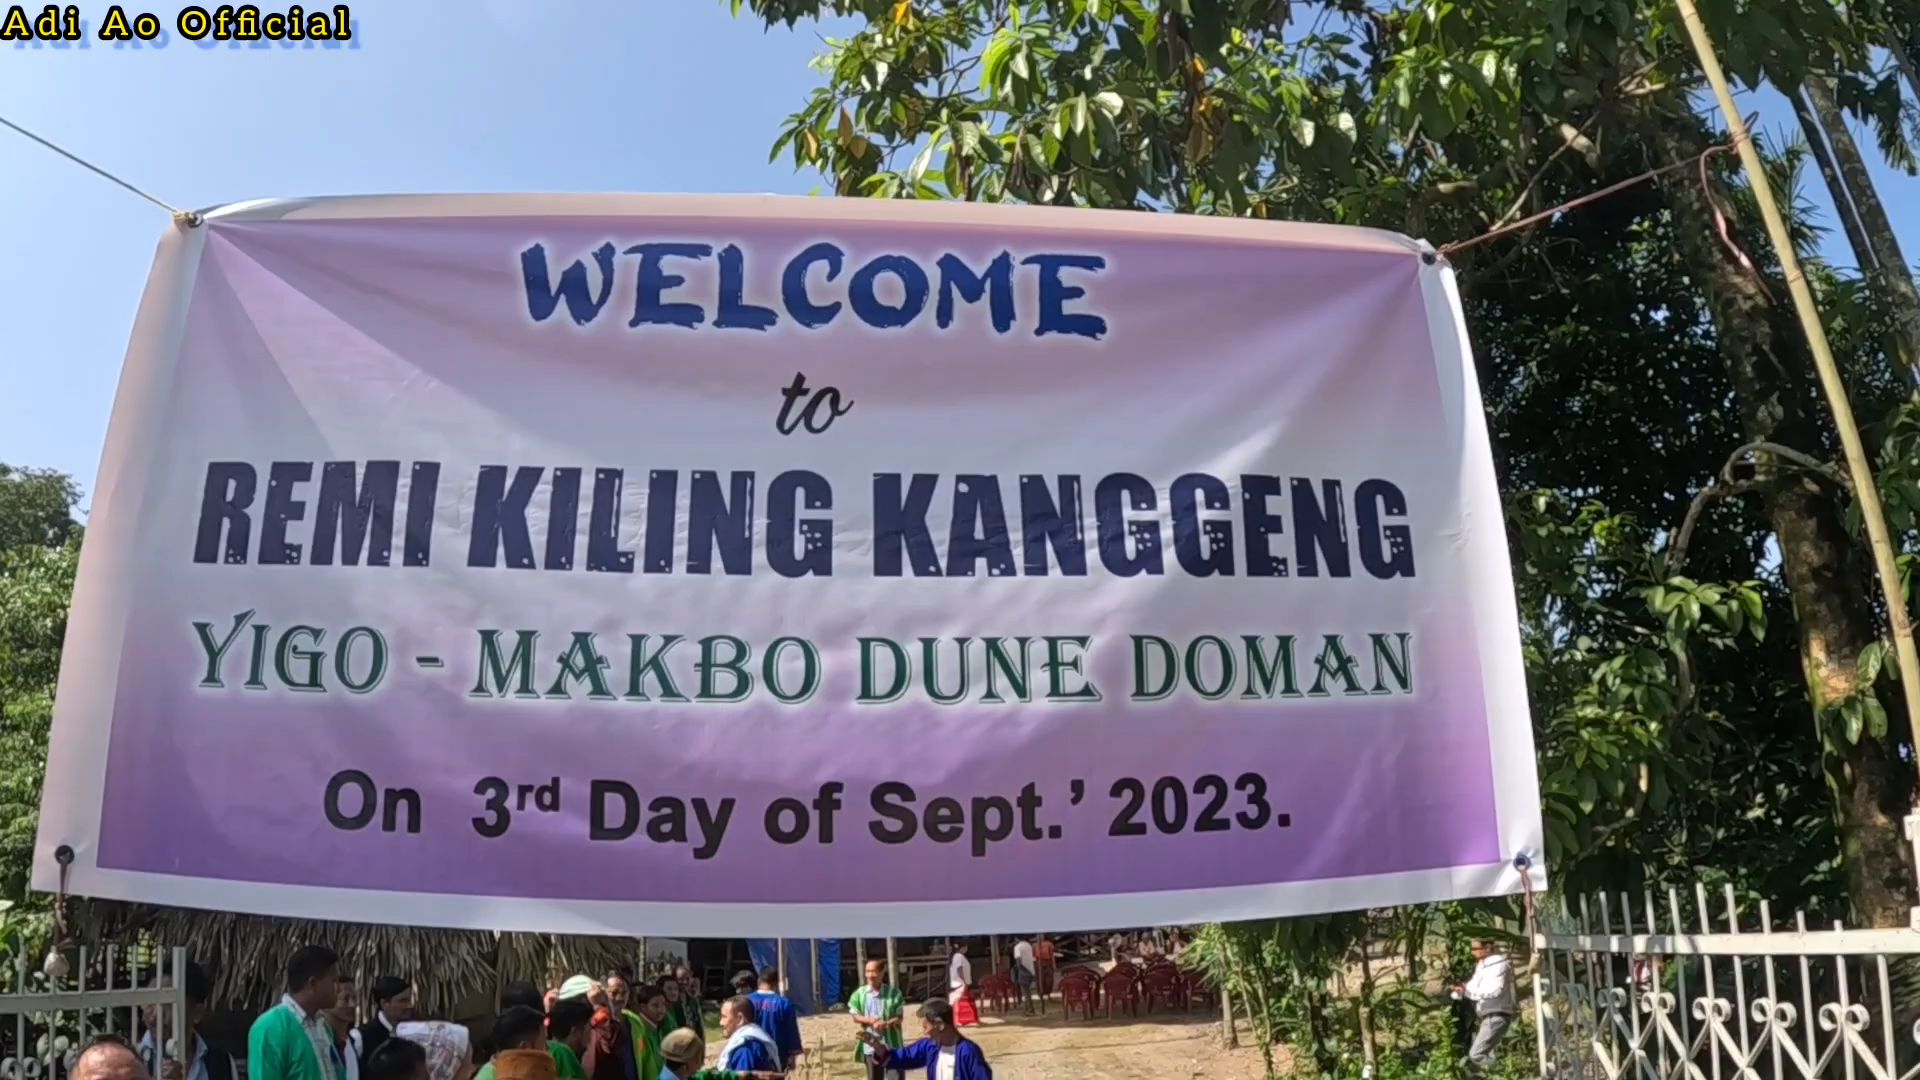 Adi Ao Official
WELCOME
to
REMI KILING KANGGENG
YIGO - MAKBO DUNE DOMAN
On 3rd Day of Sept.' 2023.